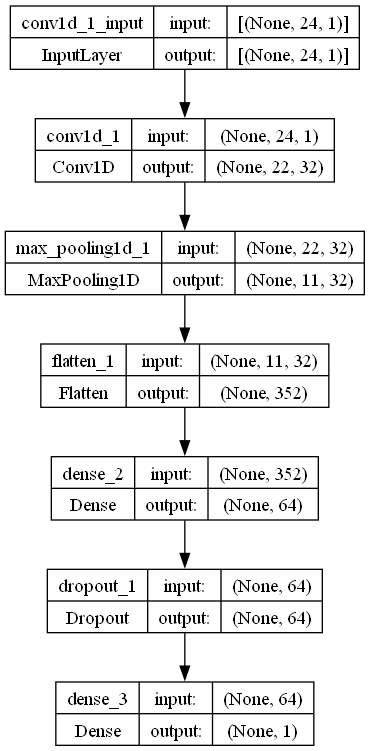 conv1d_1_input input: [(None, 24, 1)]
InputLayer output: [(None, 24, 1)]
conv1d_1 input: (None, 24, 1)
Conv1D output: (None, 22, 32)
max_pooling1d_1 input: (None, 22, 32)
MaxPooling1D output: (None, 11, 32)
flatten_1 input: (None, 11, 32)
Flatten output: (None, 352)
dense_2 input: (None, 352)
Dense output: (None, 64)
dropout_1 input: (None, 64)
Dropout output: (None, 64)
dense_3 input: (None, 64)
Dense output: (None, 1)